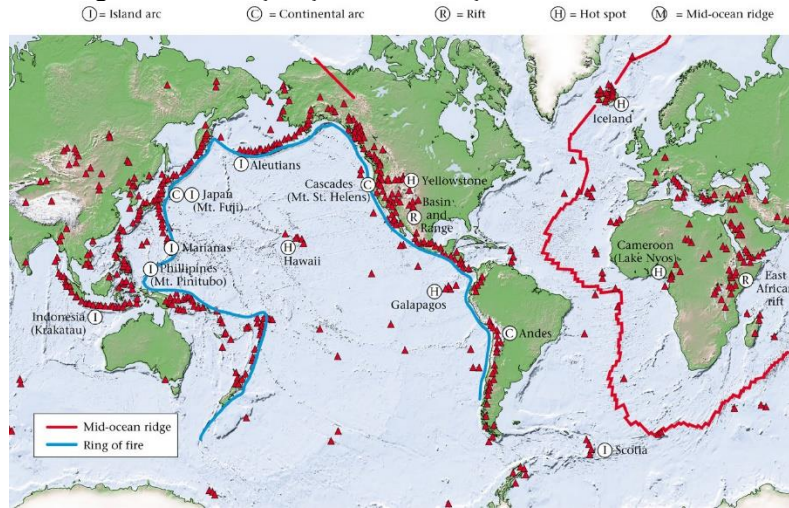 Ⓘ = Island arc Ⓒ = Continental arc Ⓡ = Rift Ⓗ = Hot spot Ⓜ = Mid-ocean ridge
Ⓗ
Iceland
Ⓘ Aleutians
Cascades Ⓒ
(Mt. St. Helens)
Ⓗ Yellowstone
Basin
and
Ⓡ Range
Ⓒ Ⓘ Japan
(Mt. Fuji)
Ⓘ Marianas
Ⓗ
Hawaii
Cameroon
(Lake Nyos)
Ⓗ
Ⓘ Phillipines
(Mt. Pinitubo)
Ⓗ
Galapagos
Ⓡ East
African
rift
Indonesia
(Krakatau) Ⓘ
Ⓒ Andes
Mid-ocean ridge
Ring of fire
Ⓘ Scotia